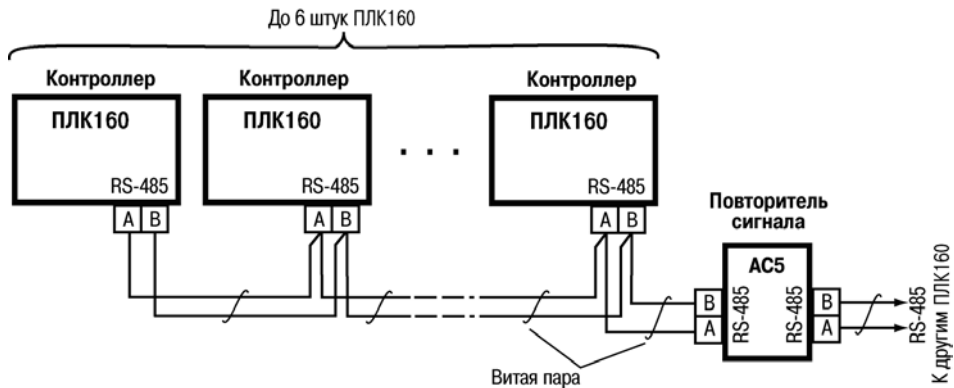 До 6 штук ПЛК160
Контроллер
ПЛК160
RS-485
A B
Контроллер
ПЛК160
RS-485
A B
. . .
Контроллер
ПЛК160
RS-485
A B
Повторитель
сигнала
АС5
B
A
RS-485
RS-485
B
A
RS-485
К другим ПЛК160
Витая пара